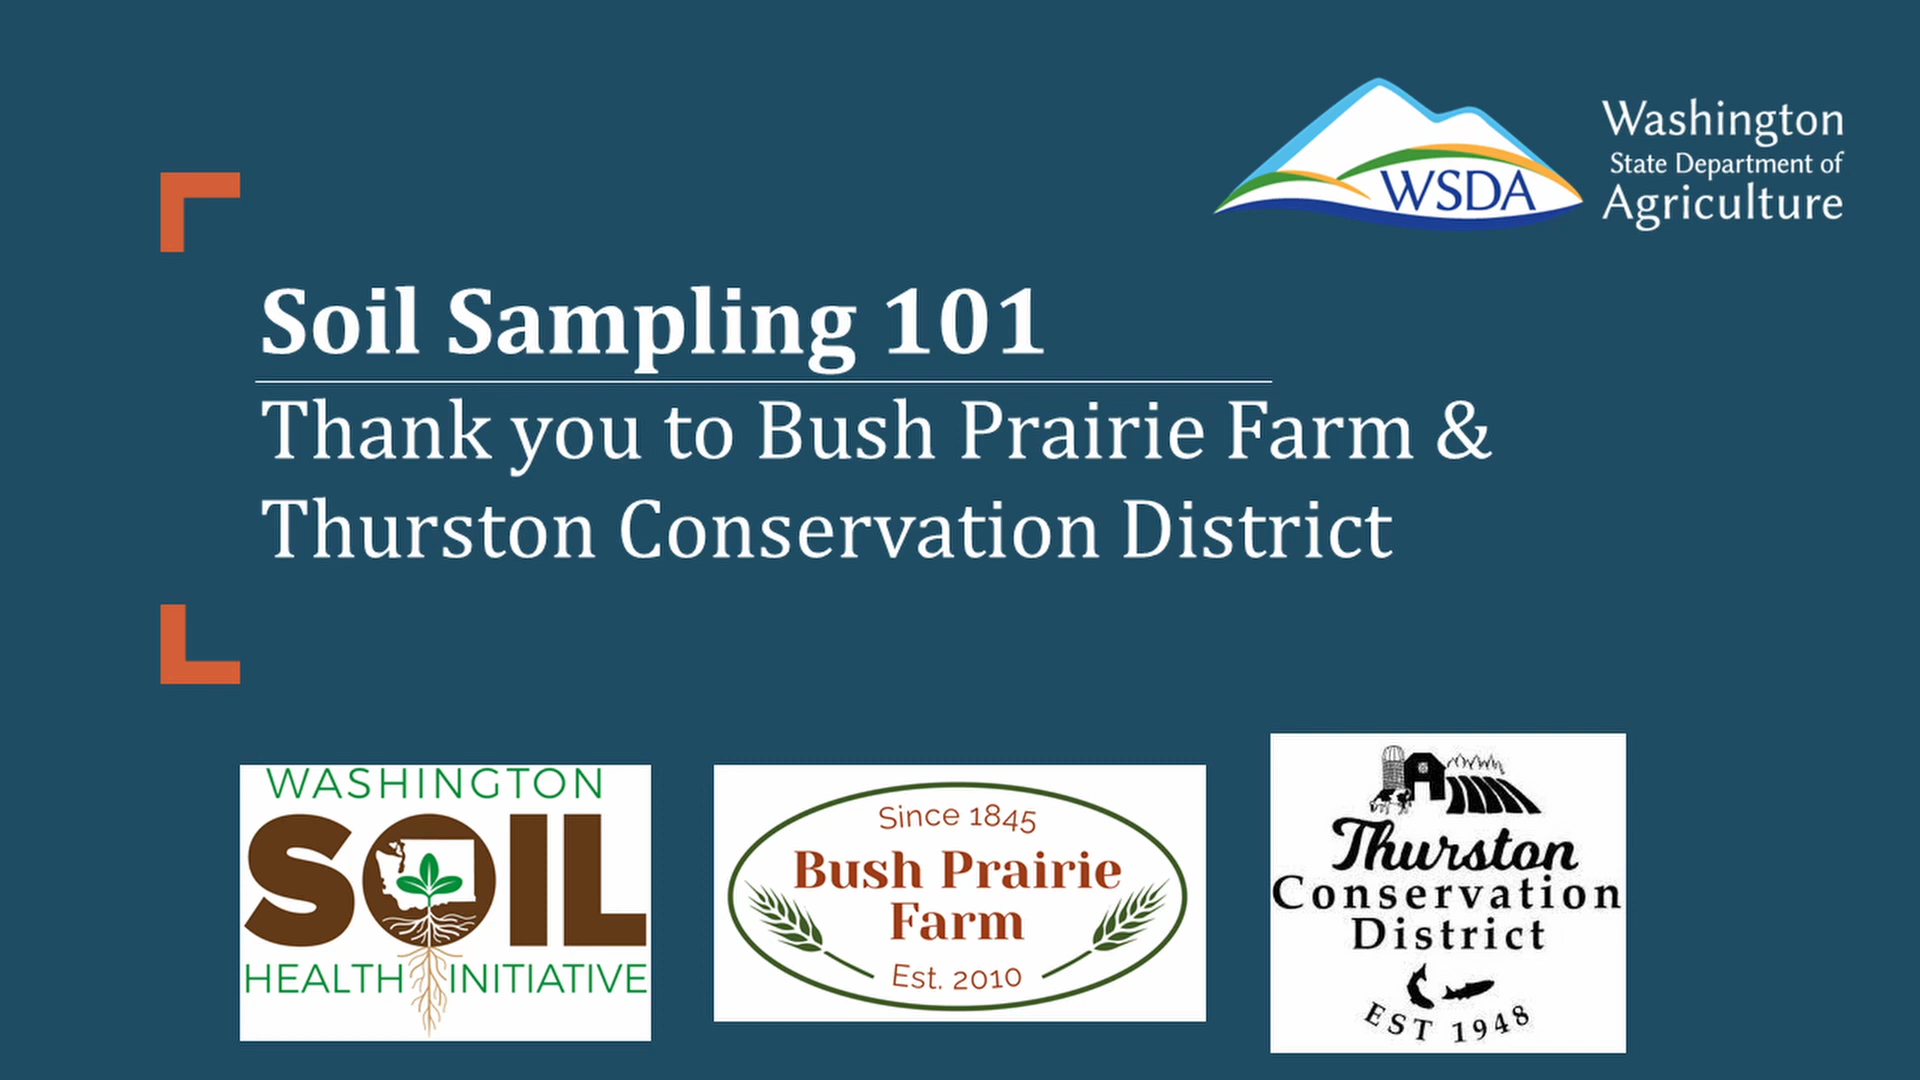 WSDA
Washington
State Department of
Agriculture
Soil Sampling 101
Thank you to Bush Prairie Farm &
Thurston Conservation District
WASHINGTON
SOIL
HEALTH INITIATIVE
Since 1845
Bush Prairie
Farm
Est. 2010
Thurston
Conservation
District
EST 1948